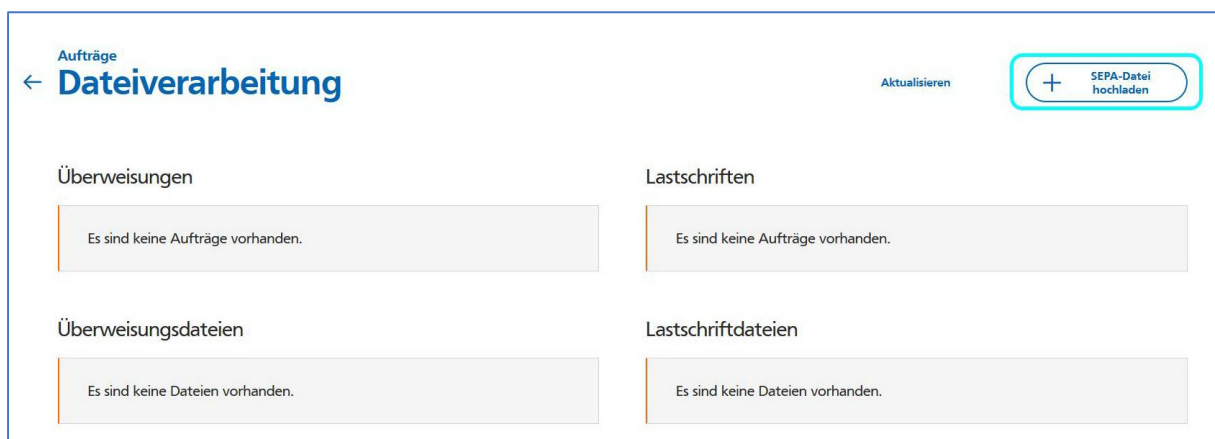 Aufträge
← Dateiverarbeitung
Aktualisieren
+ SEPA-Datei
hochladen
Überweisungen
Es sind keine Aufträge vorhanden.
Lastschriften
Es sind keine Aufträge vorhanden.
Überweisungsdateien
Es sind keine Dateien vorhanden.
Lastschriftdateien
Es sind keine Dateien vorhanden.